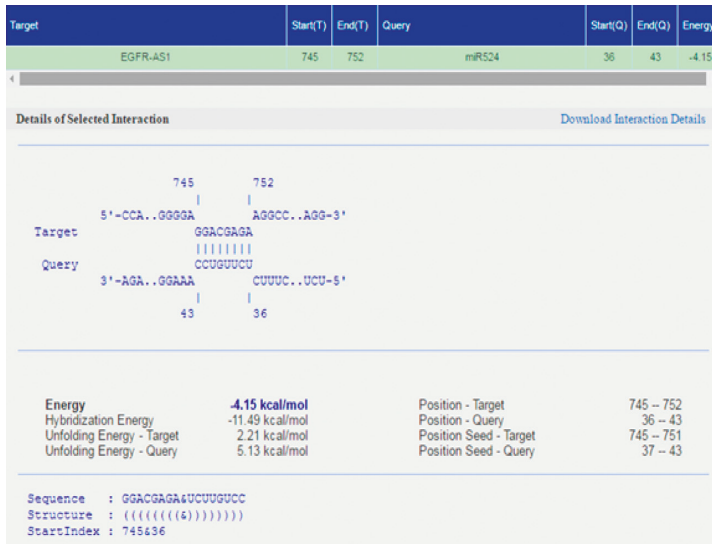 Target Start(T) End(T) Query Start(Q) End(Q) Energy
EGFR-AS1 745 752 miR524 36 43 -4.15
Details of Selected Interaction Download Interaction Details
745 752
| |
5'-CCA..GGGGA AGGCC..AGG-3'
Target GGACGAGA
||||||||
Query CCUGUUCU
3'-AGA..GGAAA CUUUC..UCU-5'
| |
43 36
Energy -4.15 kcal/mol Position - Target 745 -- 752
Hybridization Energy -11.49 kcal/mol Position - Query 36 -- 43
Unfolding Energy - Target 2.21 kcal/mol Position Seed - Target 745 -- 751
Unfolding Energy - Query 5.13 kcal/mol Position Seed - Query 37 -- 43
Sequence : GGACGAGA&UCUUGUCC
Structure : ((((((((&))))))))
StartIndex : 745&36